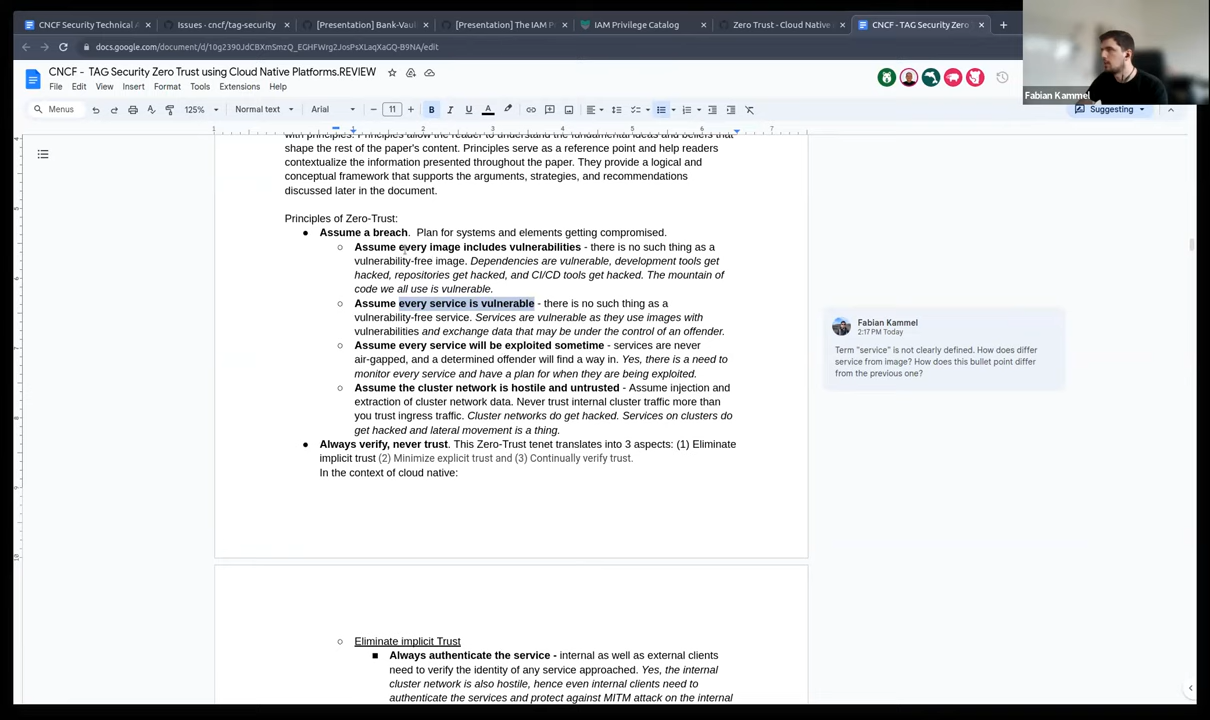 CNCF Security Technical A
Issues · cncf/tag-security
[Presentation] Bank-Vau
[Presentation] The IAM P
IAM Privilege Catalog
Zero Trust - Cloud Native
CNCF - TAG Security Zero
docs.google.com/document/d/10g2390JdCBXmSmzQ_EGHFWrg2JosPsXLaqXaGQ-B9NA/edit
CNCF - TAG Security Zero Trust using Cloud Native Platforms.REVIEW
File Edit View Insert Format Tools Extensions Help
Fabian Kammel
Menus
125%
Normal text
Arial
11
Suggesting
1 2 3 4 5 6 7
with principles. Principles allow the reader to understand the fundamental ideas and beliefs that
shape the rest of the paper's content. Principles serve as a reference point and help readers
contextualize the information presented throughout the paper. They provide a logical and
conceptual framework that supports the arguments, strategies, and recommendations
discussed later in the document.
Principles of Zero-Trust:
● Assume a breach. Plan for systems and elements getting compromised.
○ Assume every image includes vulnerabilities - there is no such thing as a
vulnerability-free image. Dependencies are vulnerable, development tools get
hacked, repositories get hacked, and CI/CD tools get hacked. The mountain of
code we all use is vulnerable.
○ Assume every service is vulnerable - there is no such thing as a
vulnerability-free service. Services are vulnerable as they use images with
vulnerabilities and exchange data that may be under the control of an offender.
○ Assume every service will be exploited sometime - services are never
air-gapped, and a determined offender will find a way in. Yes, there is a need to
monitor every service and have a plan for when they are being exploited.
○ Assume the cluster network is hostile and untrusted - Assume injection and
extraction of cluster network data. Never trust internal cluster traffic more than
you trust ingress traffic. Cluster networks do get hacked. Services on clusters do
get hacked and lateral movement is a thing.
● Always verify, never trust. This Zero-Trust tenet translates into 3 aspects: (1) Eliminate
implicit trust (2) Minimize explicit trust and (3) Continually verify trust.
In the context of cloud native:
○ Eliminate implicit Trust
■ Always authenticate the service - internal as well as external clients
need to verify the identity of any service approached. Yes, the internal
cluster network is also hostile, hence even internal clients need to
authenticate the services and protect against MITM attack on the internal
Fabian Kammel
2:17 PM Today
Term "service" is not clearly defined. How does differ
service from image? How does this bullet point differ
from the previous one?